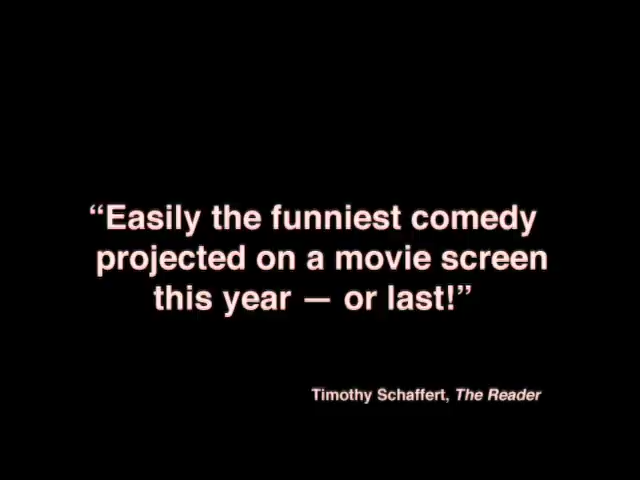 “Easily the funniest comedy
projected on a movie screen
this year — or last!”
Timothy Schaffert, The Reader